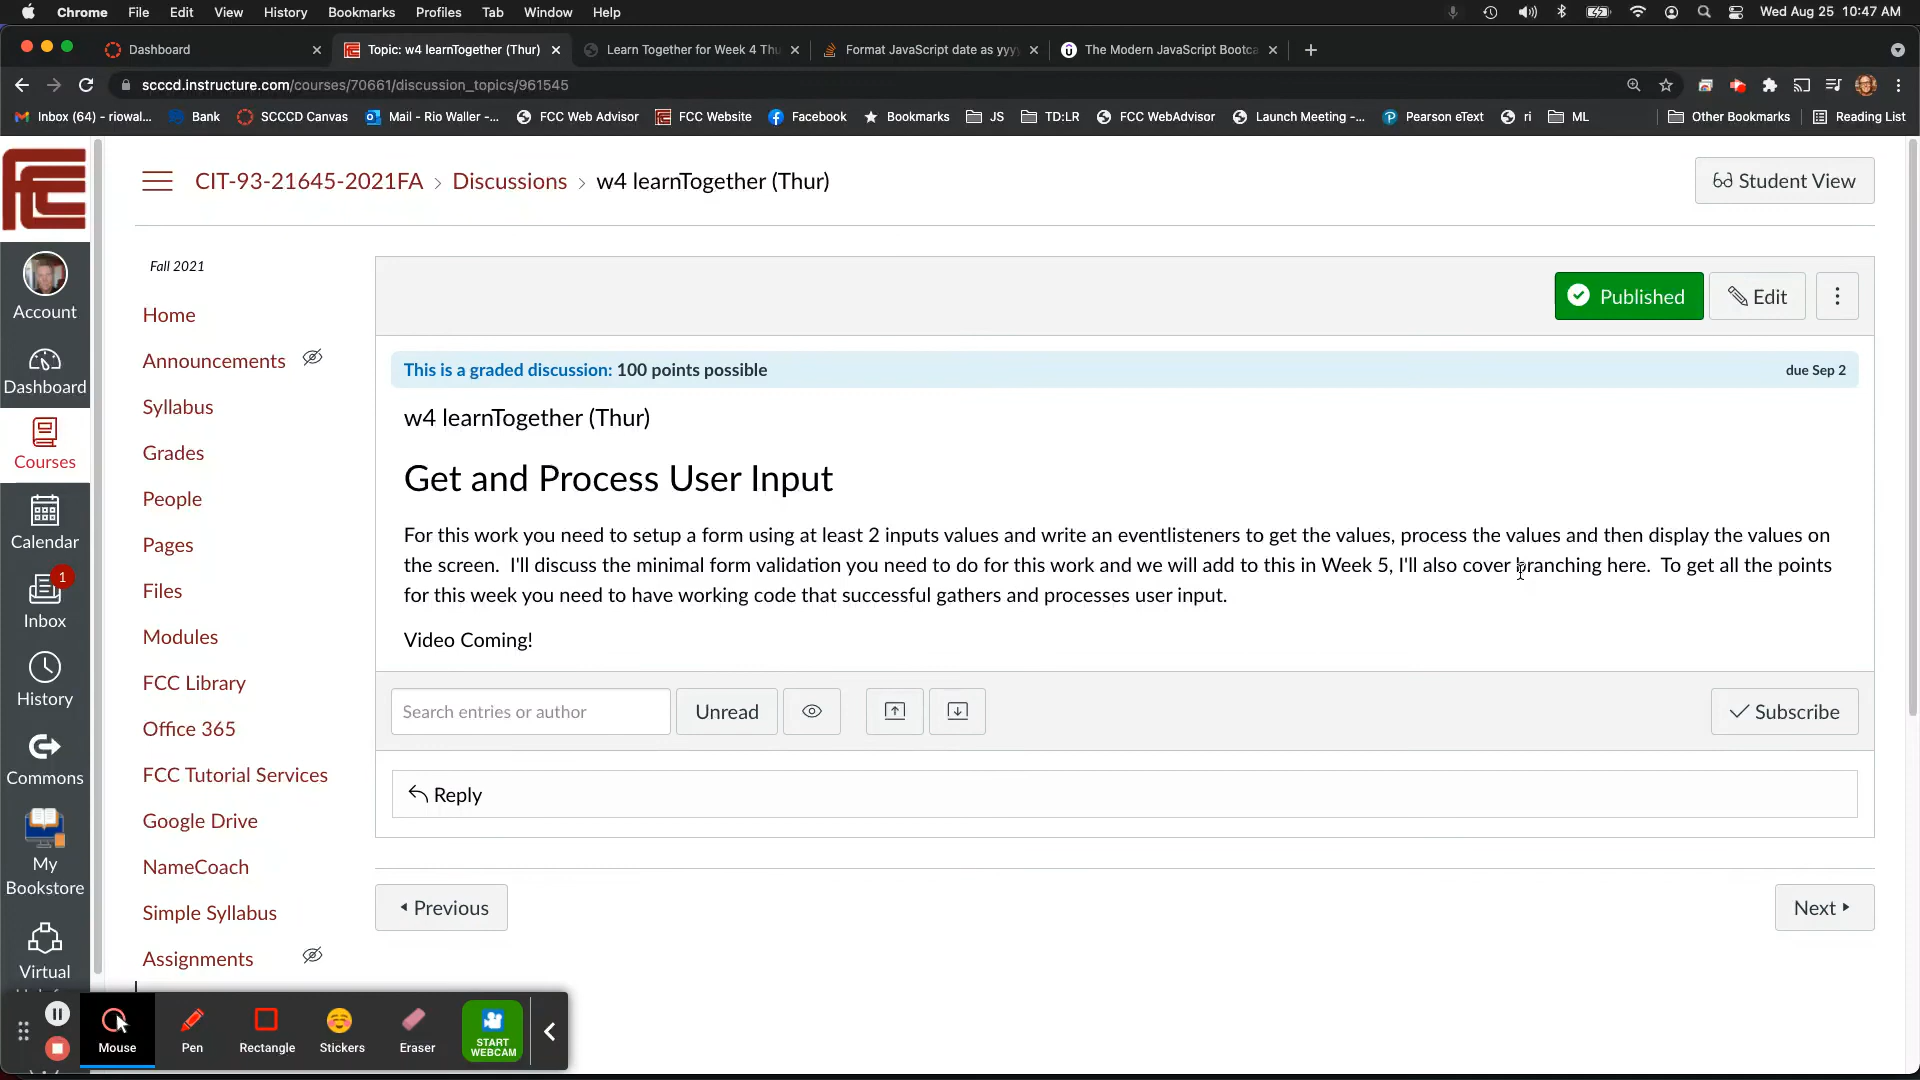 Chrome File Edit View History Bookmarks Profiles Tab Window Help Wed Aug 25 10:47 AM
Dashboard Topic: w4 learnTogether (Thur) Learn Together for Week 4 Thu Format JavaScript date as yyyy The Modern JavaScript Bootca
scccd.instructure.com/courses/70661/discussion_topics/961545
Inbox (64) - riowal... Bank SCCCD Canvas Mail - Rio Waller -... FCC Web Advisor FCC Website Facebook Bookmarks JS TD:LR FCC WebAdvisor Launch Meeting -... Pearson eText ri ML Other Bookmarks Reading List
CIT-93-21645-2021FA > Discussions > w4 learnTogether (Thur)
Student View
Fall 2021
Home
Announcements
Syllabus
Grades
People
Pages
Files
Modules
FCC Library
Office 365
FCC Tutorial Services
Google Drive
NameCoach
Simple Syllabus
Assignments
Account
Dashboard
Courses
Calendar
1
Inbox
History
Commons
My
Bookstore
Virtual
Published Edit
This is a graded discussion: 100 points possible due Sep 2
w4 learnTogether (Thur)
Get and Process User Input
For this work you need to setup a form using at least 2 inputs values and write an eventlisteners to get the values, process the values and then display the values on
the screen. I'll discuss the minimal form validation you need to do for this work and we will add to this in Week 5, I'll also cover branching here. To get all the points
for this week you need to have working code that successful gathers and processes user input.
Video Coming!
Search entries or author Unread Subscribe
Reply
Previous Next
Mouse Pen Rectangle Stickers Eraser START
WEBCAM